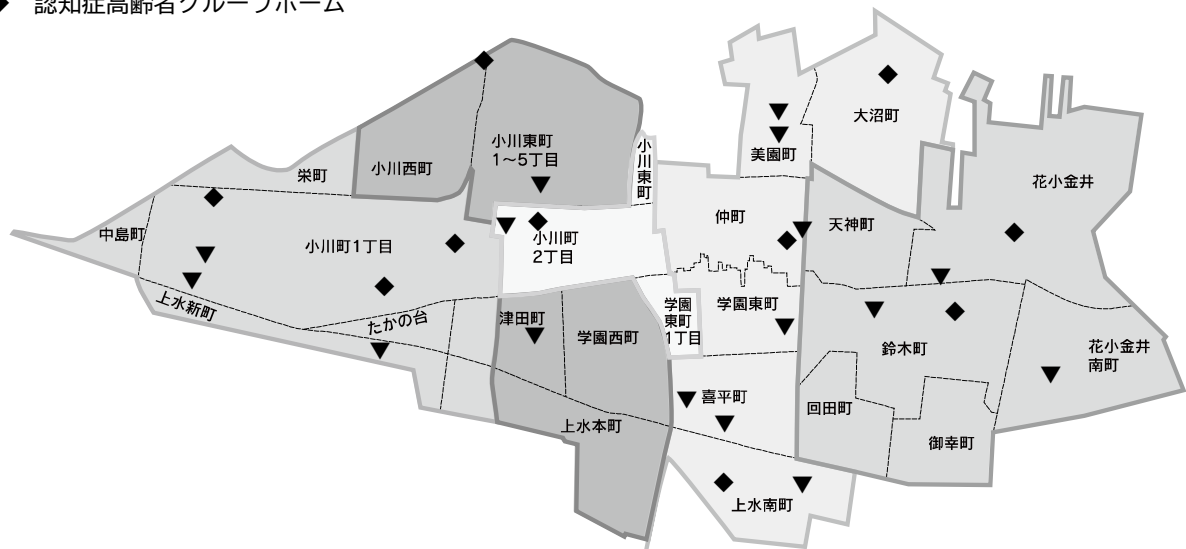 ◆ 認知症高齢者グループホーム
大沼町
小川東町
1～5丁目
小川東町
美園町
小川西町
栄町
花小金井
仲町
天神町
中島町
小川町1丁目
小川町
2丁目
上水新町
たかの台
津田町
学園西町
学園
東町
1丁目
学園東町
鈴木町
花小金井
南町
喜平町
回田町
上水本町
御幸町
上水南町